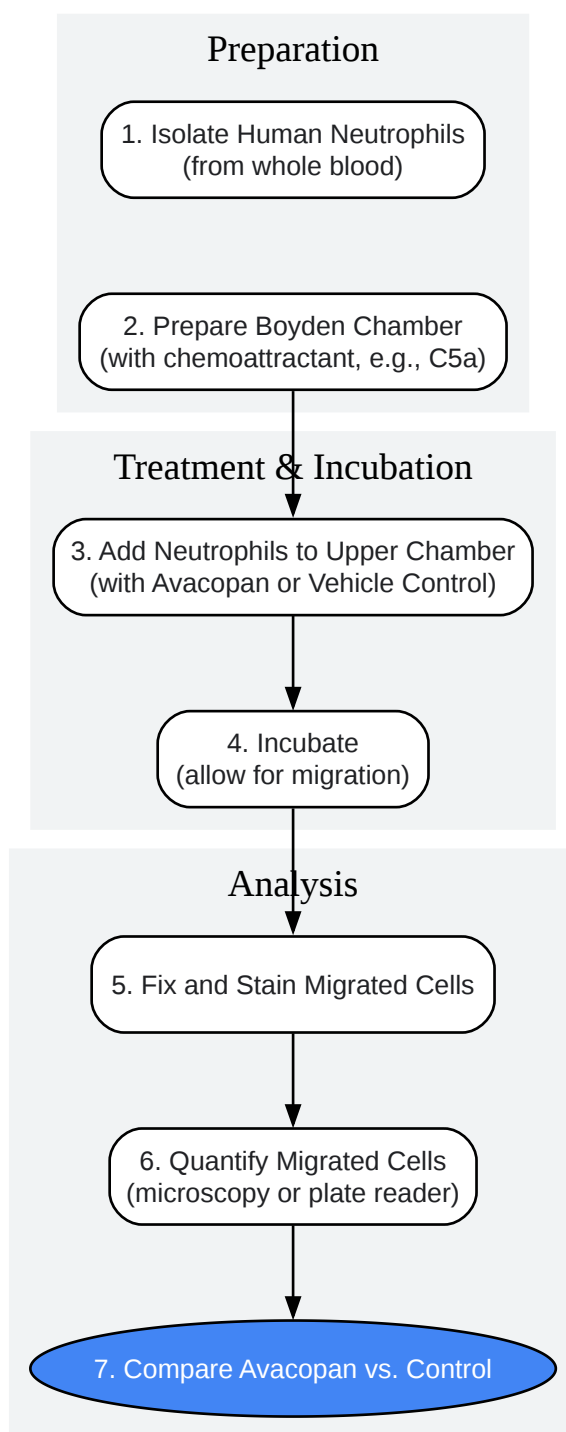 Preparation
1. Isolate Human Neutrophils
(from whole blood)
2. Prepare Boyden Chamber
(with chemoattractant, e.g., C5a)
Treatment & Incubation
3. Add Neutrophils to Upper Chamber
(with Avacopan or Vehicle Control)
4. Incubate
(allow for migration)
Analysis
5. Fix and Stain Migrated Cells
6. Quantify Migrated Cells
(microscopy or plate reader)
7. Compare Avacopan vs. Control